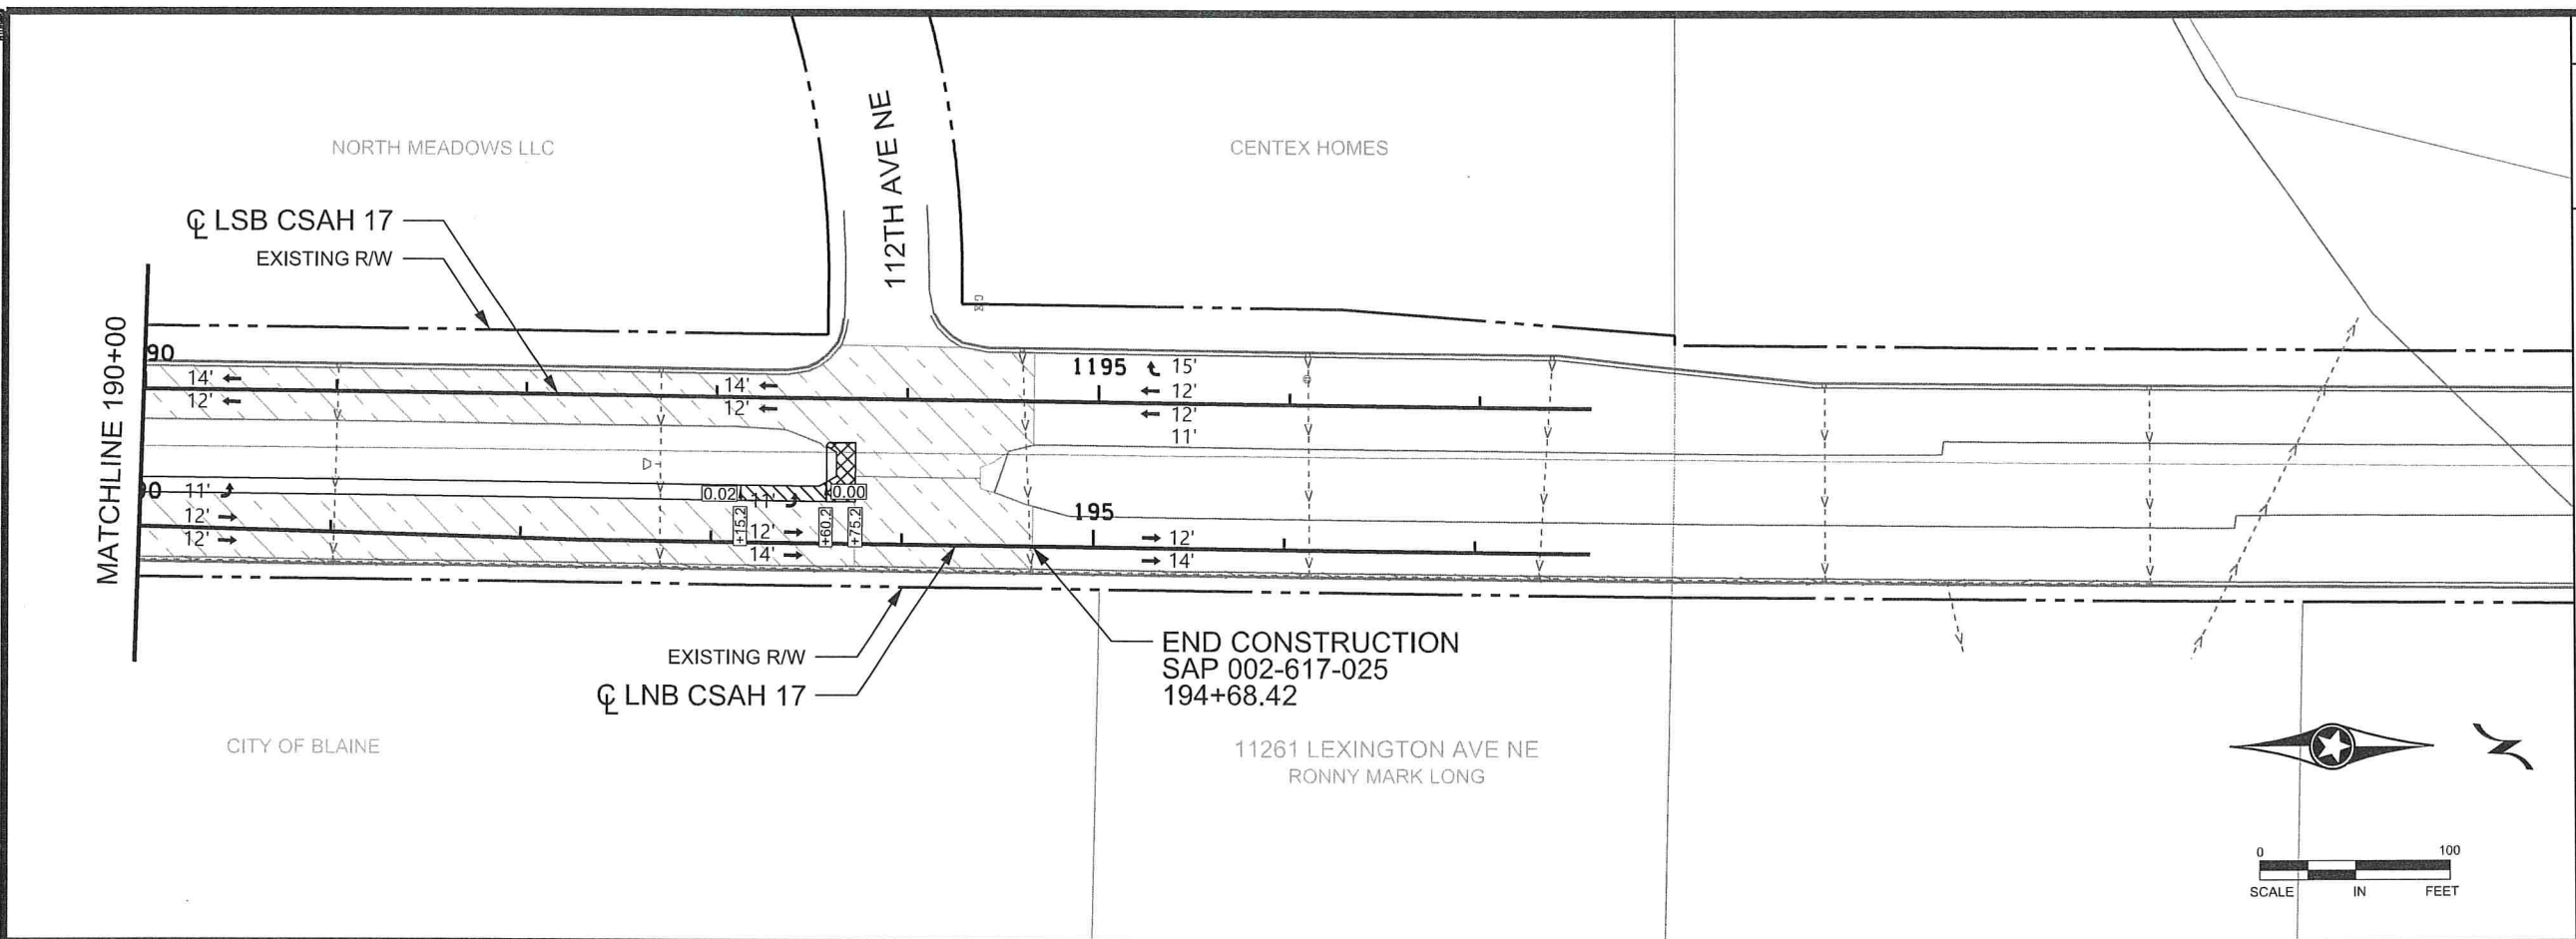 NORTH MEADOWS LLC
CENTEX HOMES
112TH AVE NE
℄ LSB CSAH 17
EXISTING R/W
MATCHLINE 190+00
90
14'
12'
14'
12'
1195
15'
12'
12'
11'
90
11'
12'
12'
0.02
11'
0.00
+15.2
+60.2
+75.2
12'
14'
195
12'
14'
EXISTING R/W
℄ LNB CSAH 17
END CONSTRUCTION
SAP 002-617-025
194+68.42
CITY OF BLAINE
11261 LEXINGTON AVE NE
RONNY MARK LONG
0 100
SCALE IN FEET